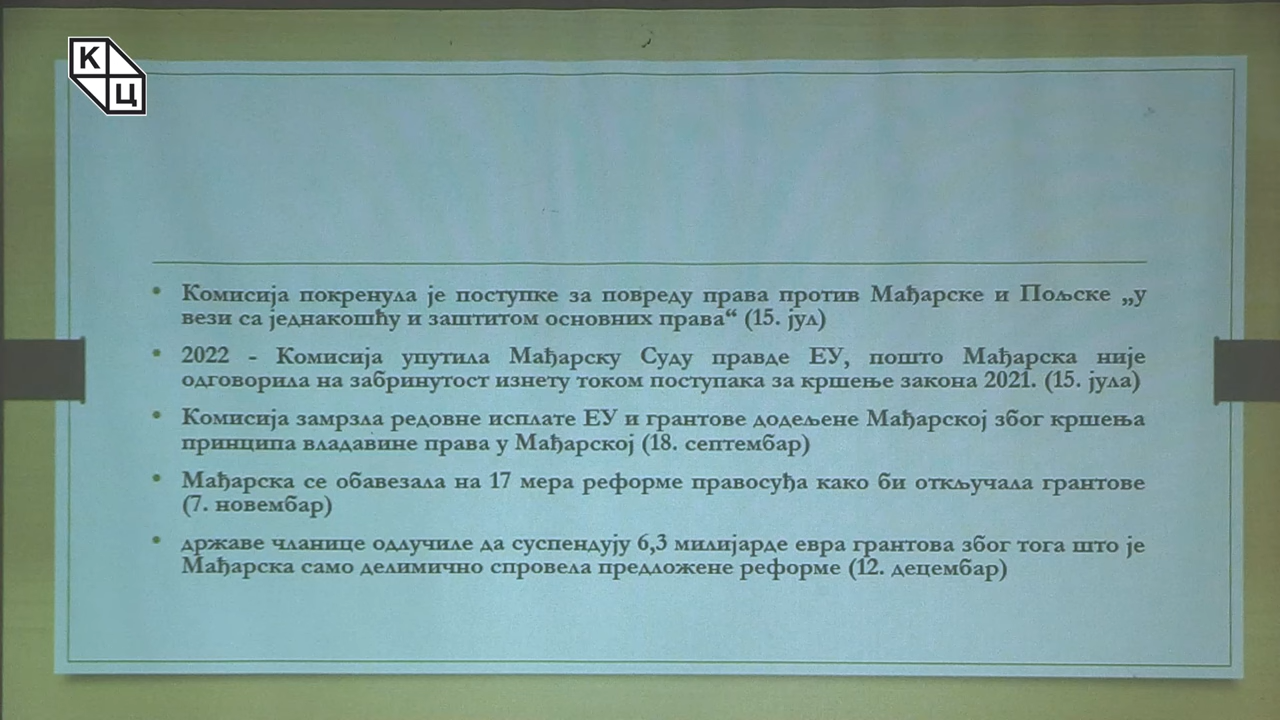 К
Ц
• Комисија покренула је поступке за повреду права против Мађарске и Пољске „у
вези са једнакошћу и заштитом основних права“ (15. јул)
• 2022 - Комисија упутила Мађарску Суду правде ЕУ, пошто Мађарска није
одговорила на забринутост изнету током поступака за кршење закона 2021. (15. јула)
• Комисија замрзла редовне исплате ЕУ и грантове додељене Мађарској због кршења
принципа владавине права у Мађарској (18. септембар)
• Мађарска се обавезала на 17 мера реформе правосуђа како би откључала грантове
(7. новембар)
• државе чланице одлучиле да суспендују 6,3 милијарде евра грантова због тога што је
Мађарска само делимично спровела предложене реформе (12. децембар)